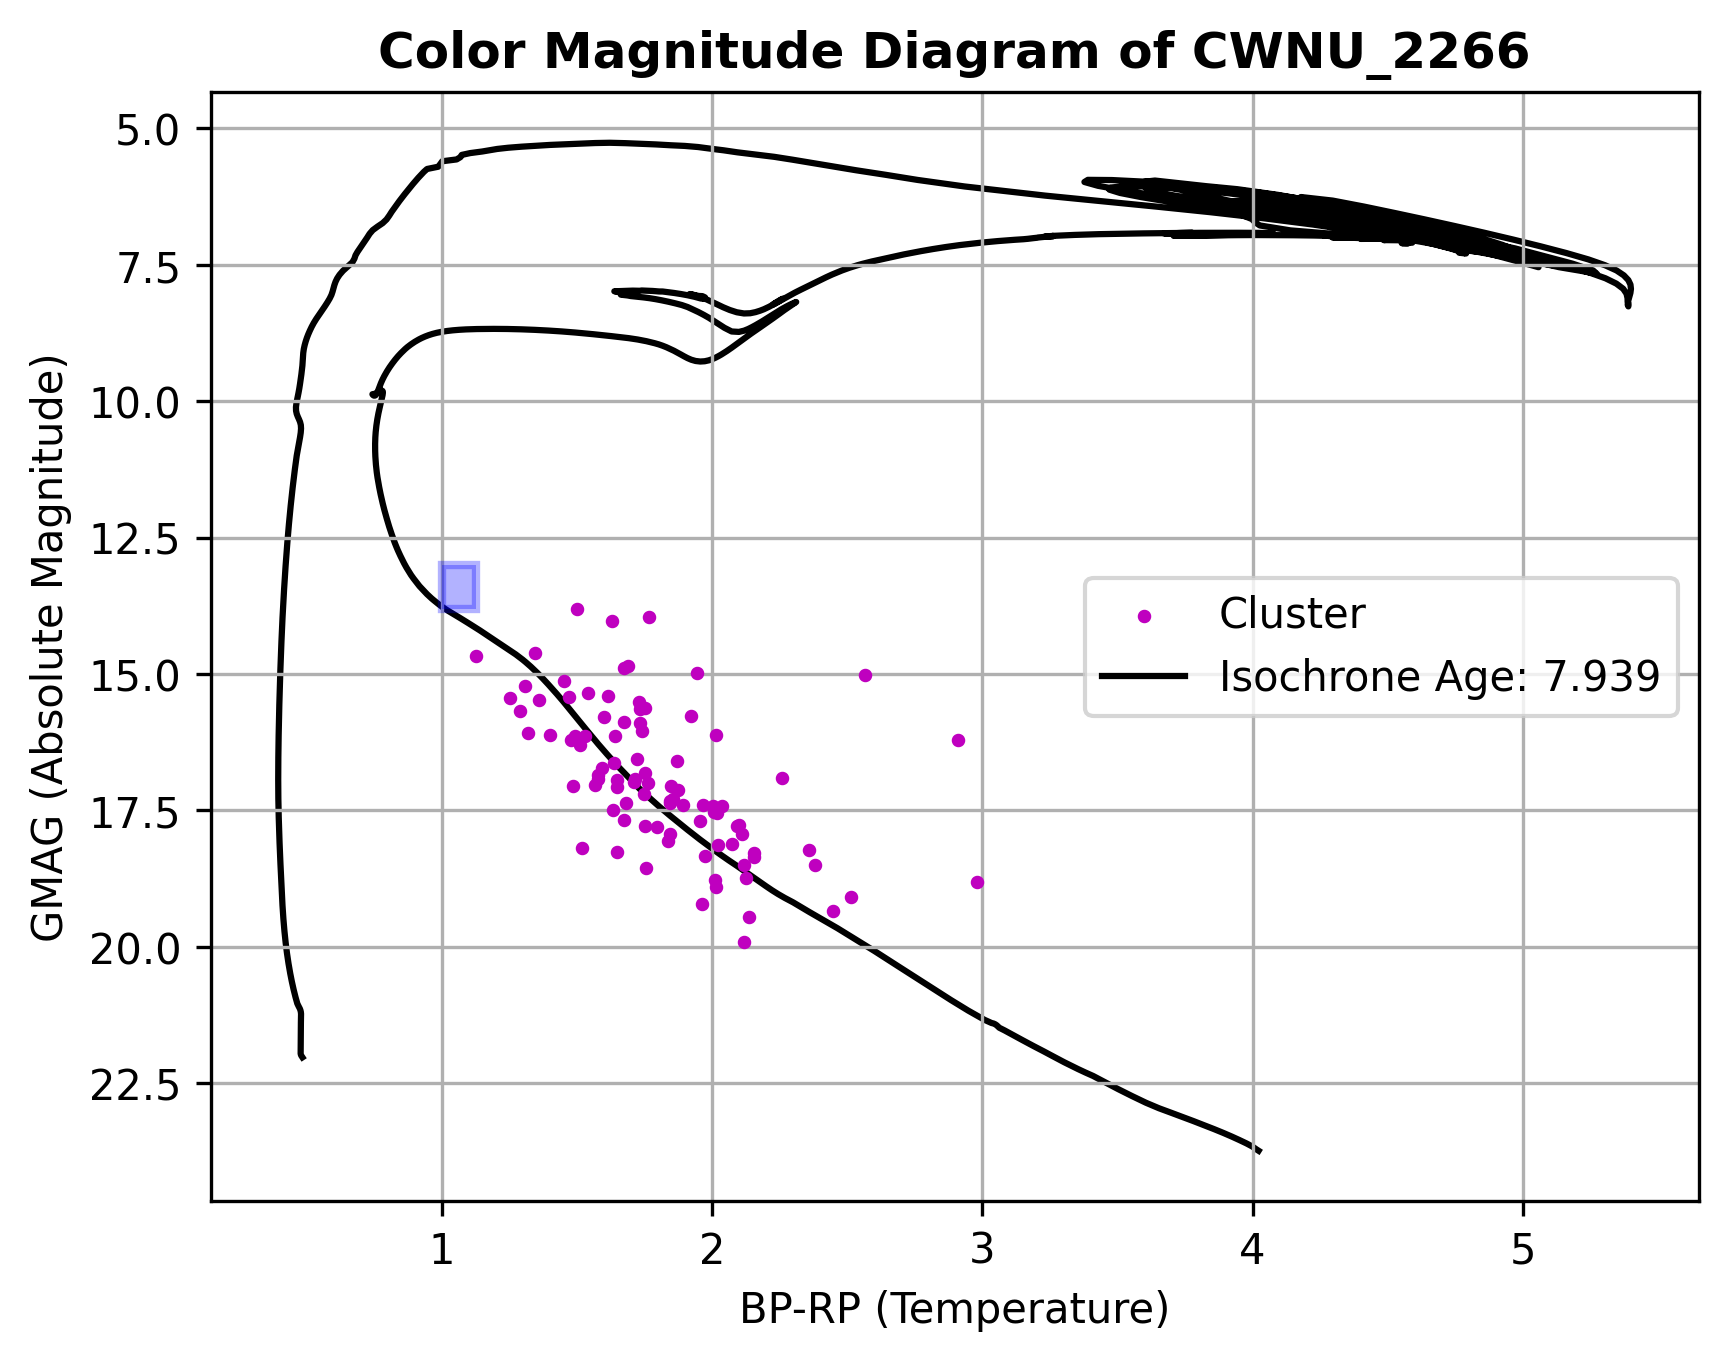 Color Magnitude Diagram of CWNU_2266
GMAG (Absolute Magnitude)
5.0
7.5
10.0
12.5
15.0
17.5
20.0
22.5
Cluster
Isochrone Age: 7.939
1
2
3
4
5
BP-RP (Temperature)